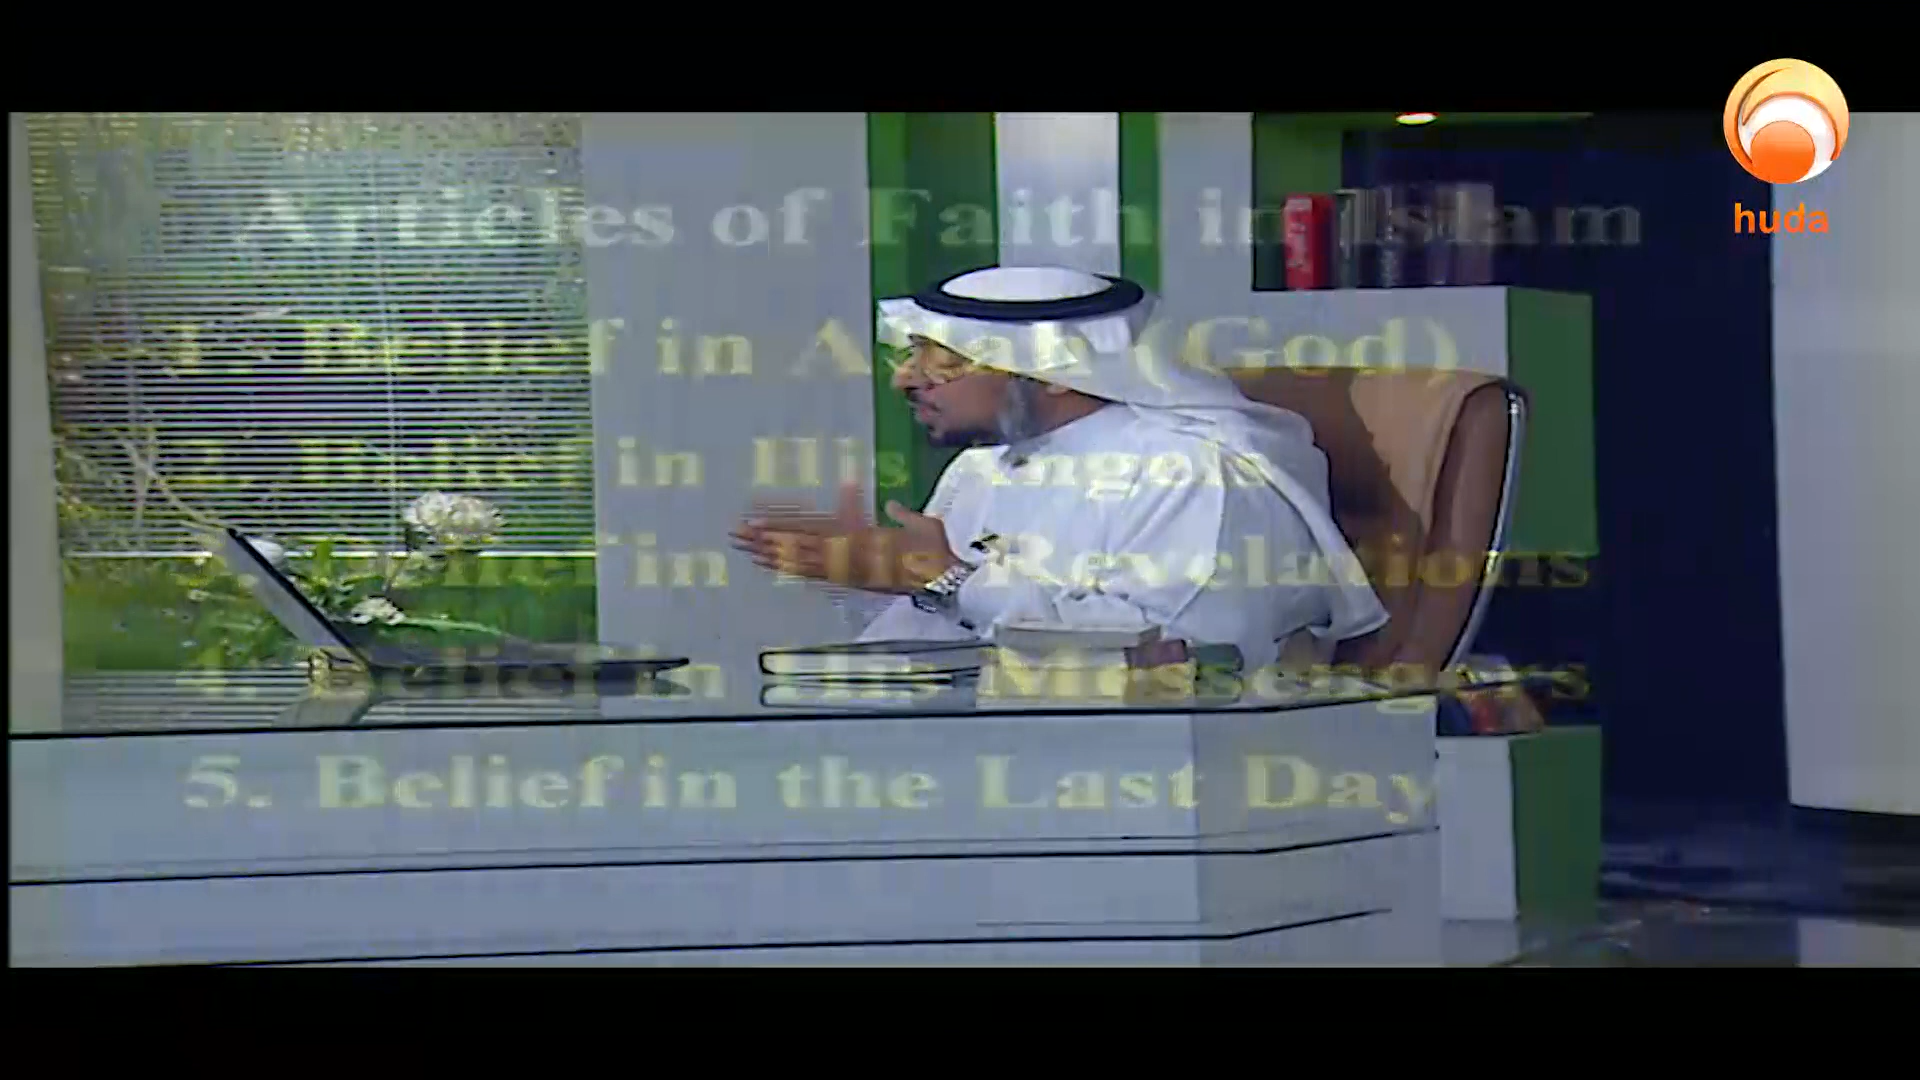 Articles of Faith in Islam
1. Belief in Allah (God)
2. Belief in His Angels
3. Belief in His Revelations
4. Belief in His Messengers
5. Belief in the Last Day
huda